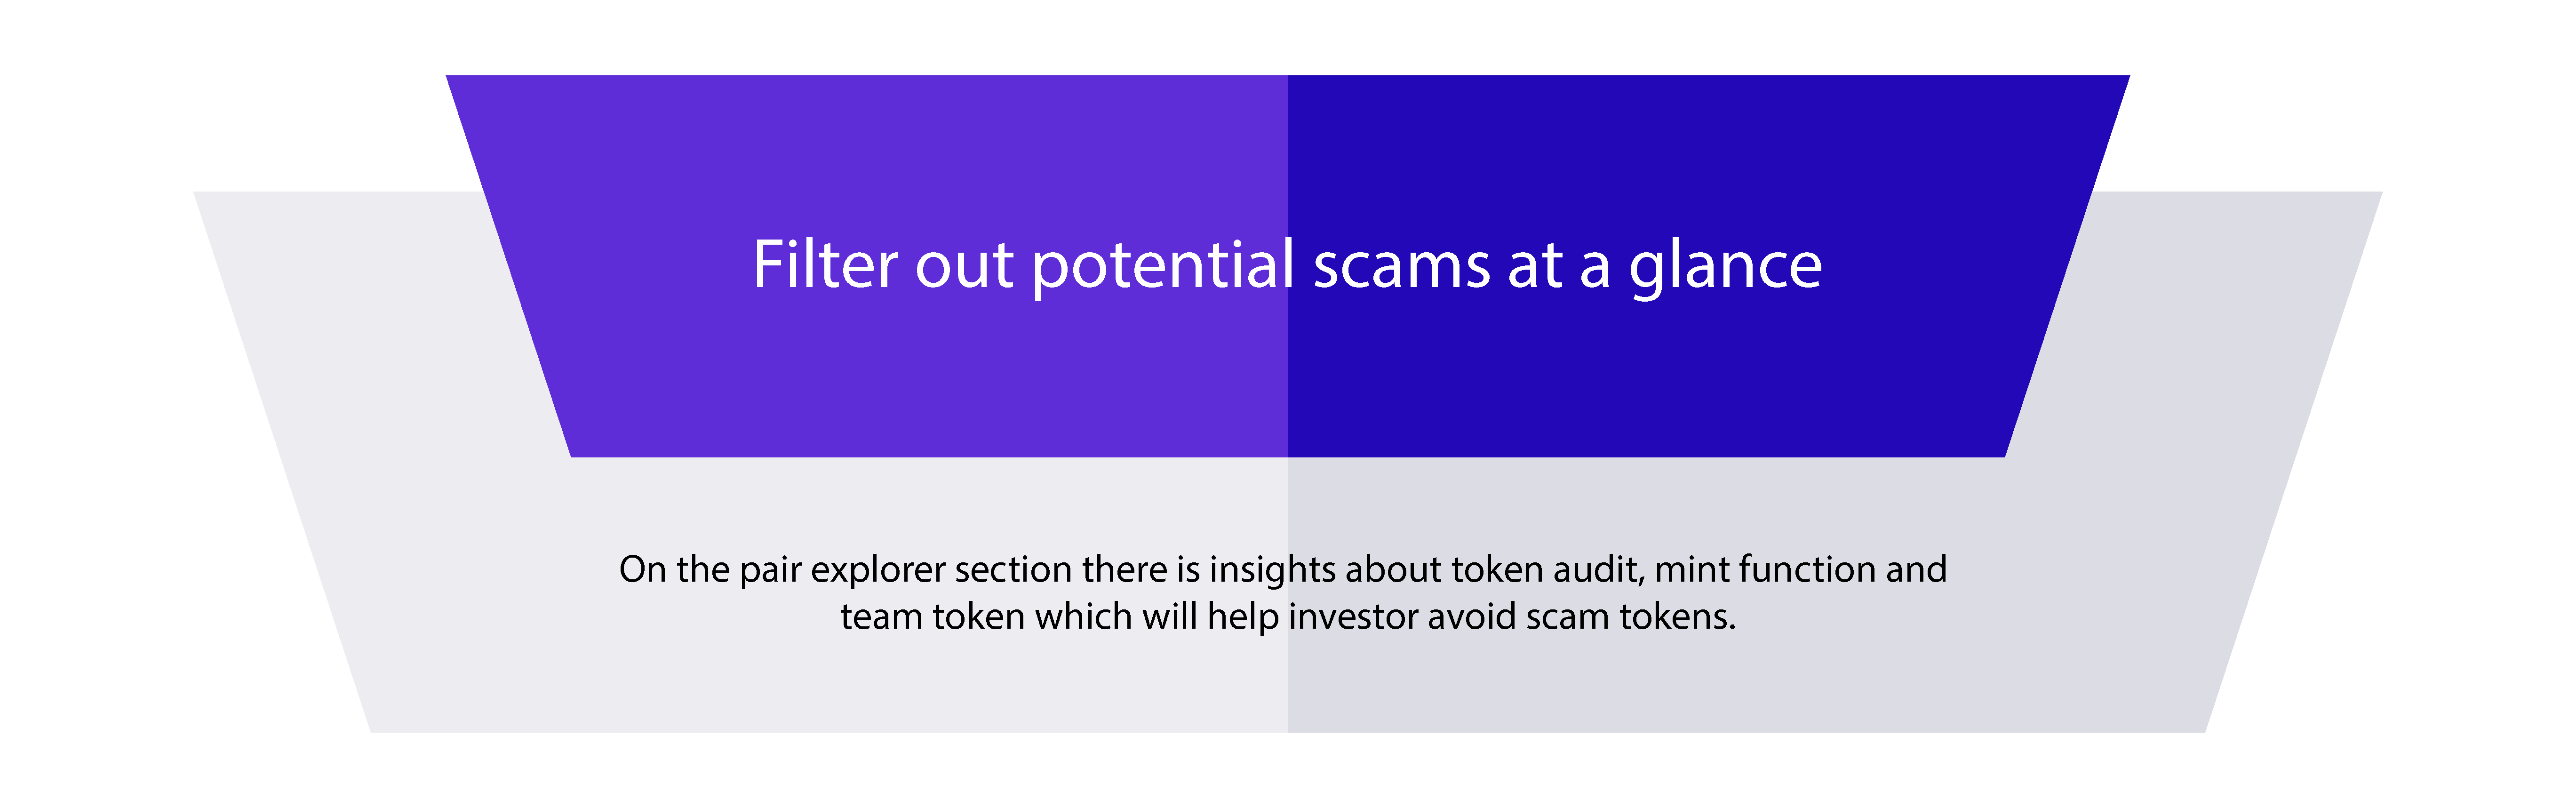 Filter out potential scams at a glance
On the pair explorer section there is insights about token audit, mint function and
team token which will help investor avoid scam tokens.